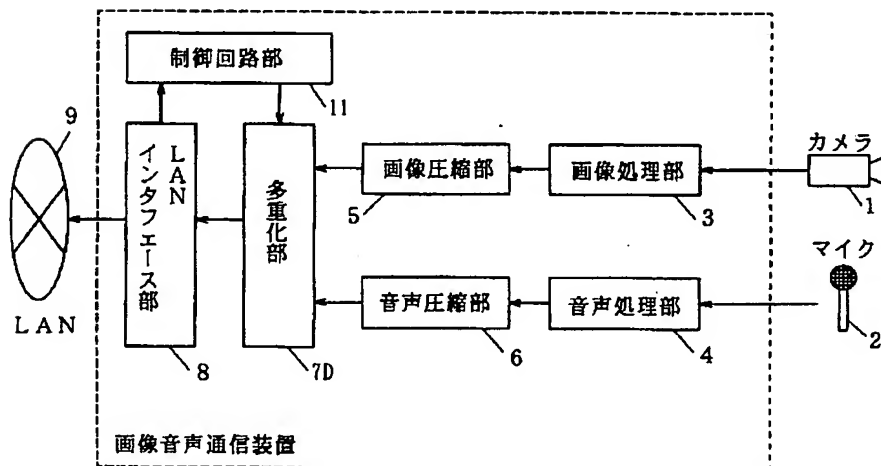 制御回路部
11
9
LAN
インタフェース部
多重化部
画像圧縮部
5
画像処理部
3
カメラ
1
マイク
2
音声圧縮部
6
音声処理部
4
LAN
8
7D
画像音声通信装置